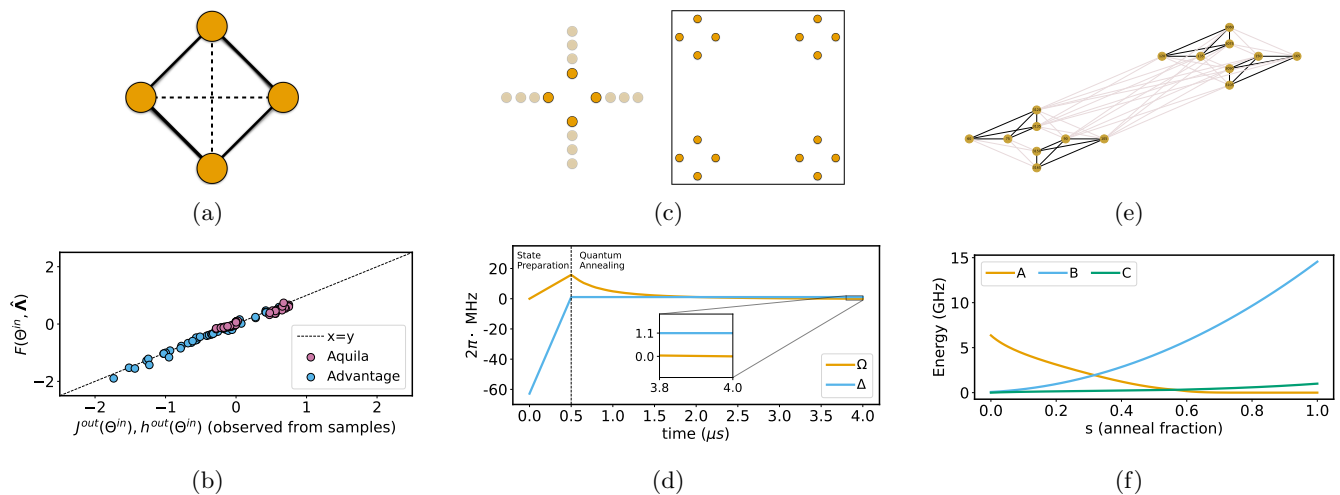 (a)
(c)
(e)
F(Θ^{in}, Λ̂)
2
0
−2
−2
−1
0
1
2
x=y
Aquila
Advantage
J^{out}(Θ^{in}), h^{out}(Θ^{in}) (observed from samples)
(b)
2π· MHz
20
0
−20
−40
−60
State
Preparation
Quantum
Annealing
1.1
0.0
3.8
4.0
Ω
Δ
0.0
0.5
1.0
1.5
2.0
2.5
3.0
3.5
4.0
time (μs)
(d)
Energy (GHz)
15
10
5
0
A
B
C
0.0
0.2
0.4
0.6
0.8
1.0
s (anneal fraction)
(f)